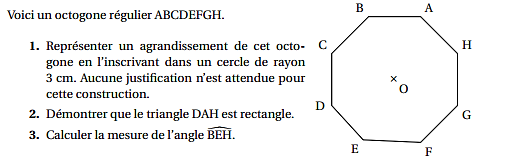 Voici un octogone régulier ABCDEFGH.
1. Représenter un agrandissement de cet octo-
gone en l'inscrivant dans un cercle de rayon
3 cm. Aucune justification n'est attendue pour
cette construction.
2. Démontrer que le triangle DAH est rectangle.
3. Calculer la mesure de l'angle BEH.
B A
C H
O
D G
E F